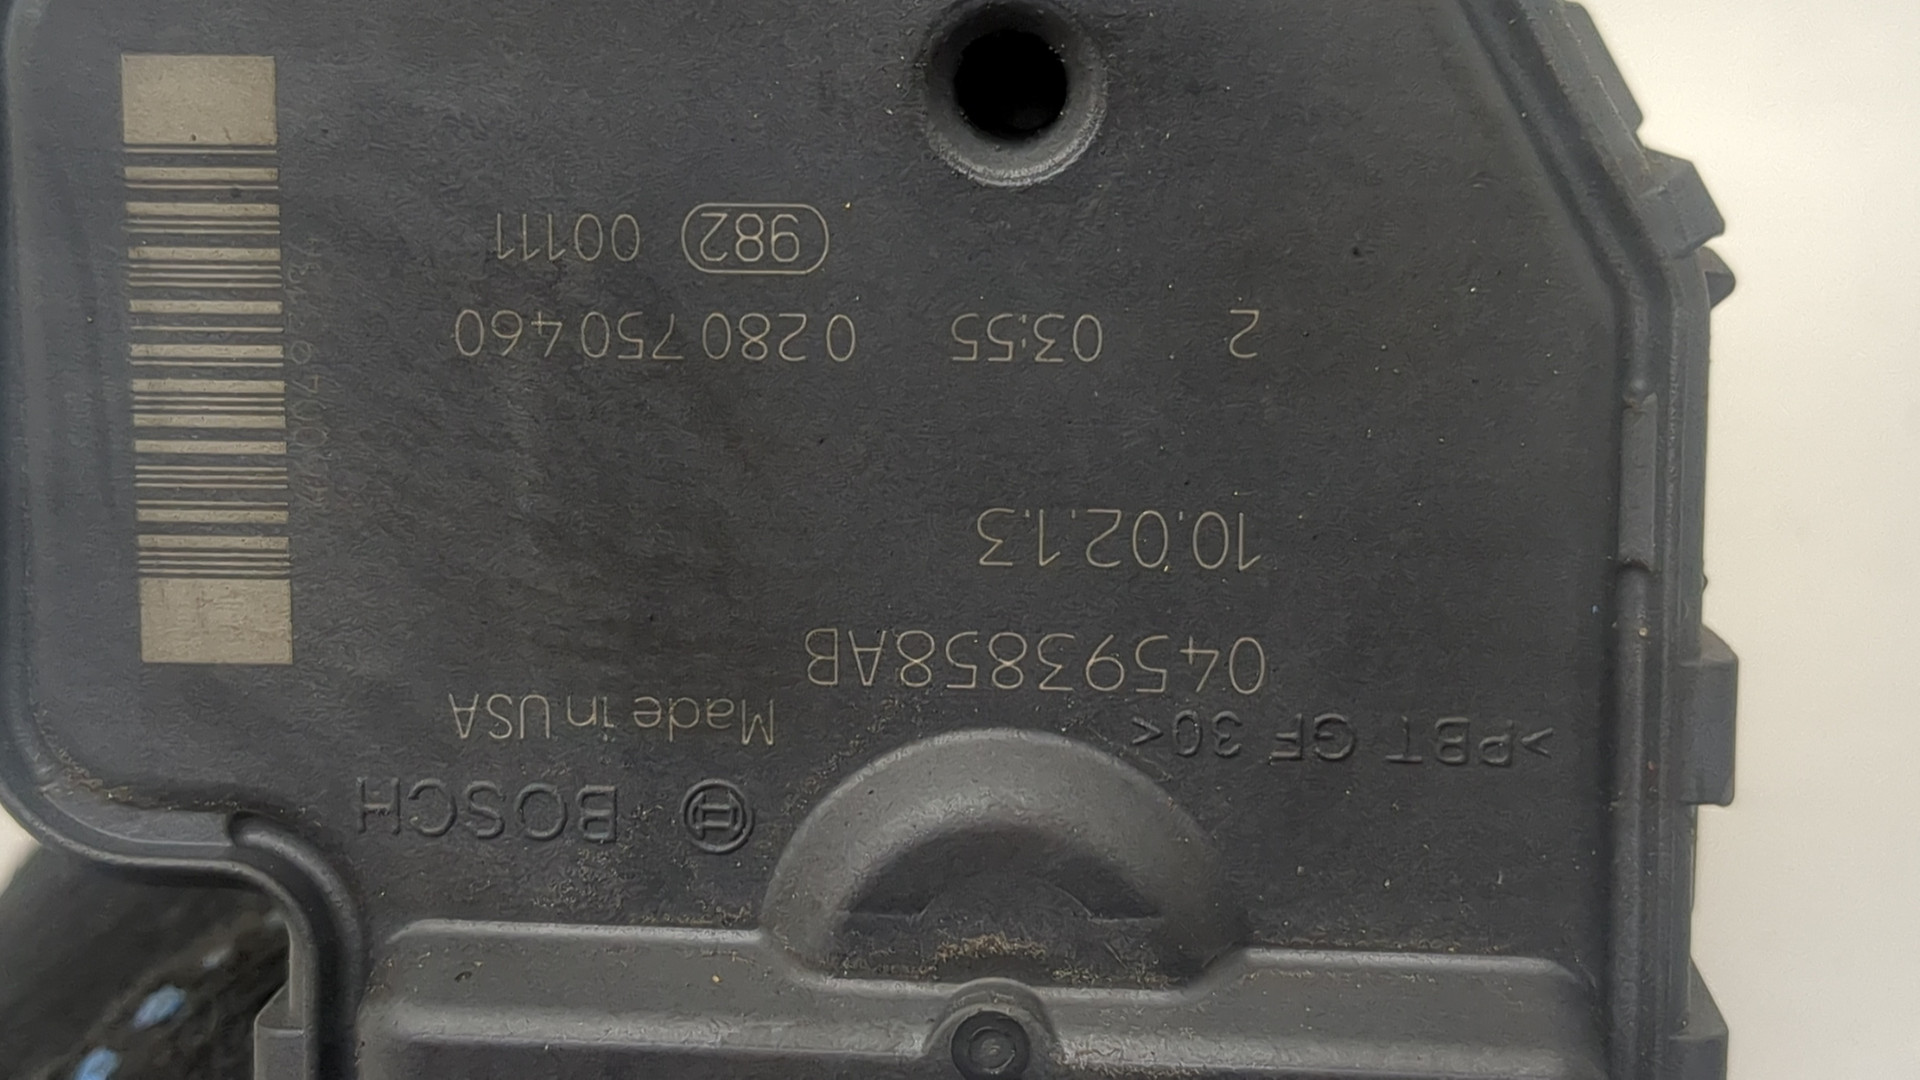 BOSCH
>PBT GF 30<
Made in USA
04593858AB
10.02.13
2 03:55 0 280 750 460
982 00111